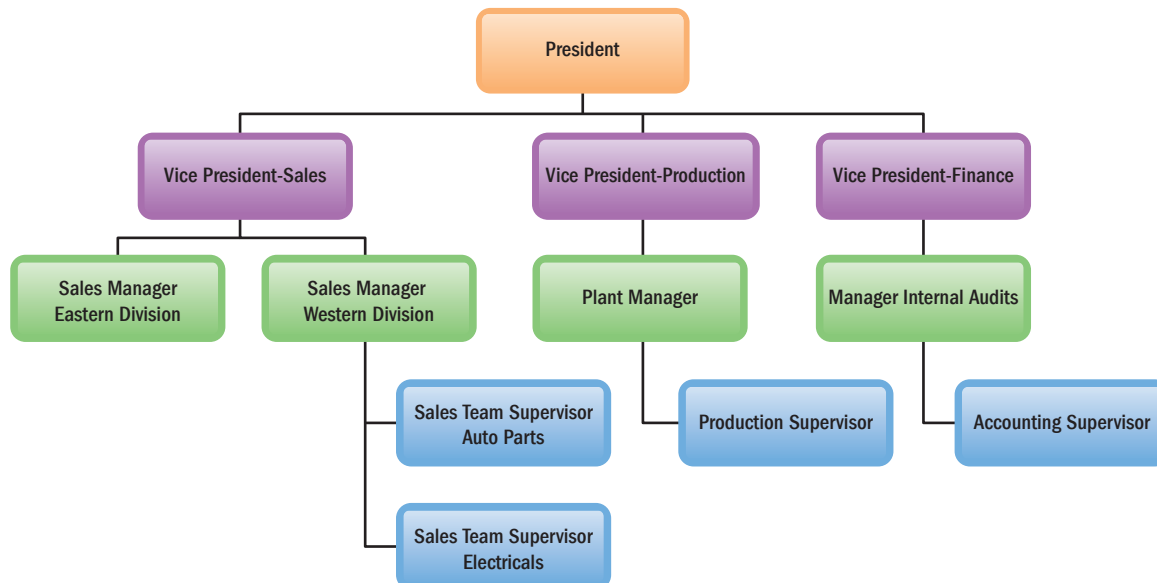 President
Vice President-Sales
Vice President-Production
Vice President-Finance
Sales Manager
Eastern Division
Sales Manager
Western Division
Plant Manager
Manager Internal Audits
Sales Team Supervisor
Auto Parts
Production Supervisor
Accounting Supervisor
Sales Team Supervisor
Electricals